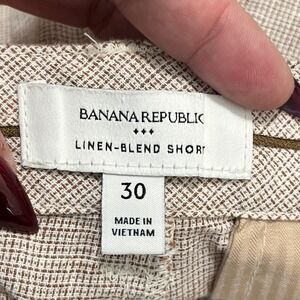 BANANA REPUBLIC
LINEN-BLEND SHORT
30
MADE IN
VIETNAM